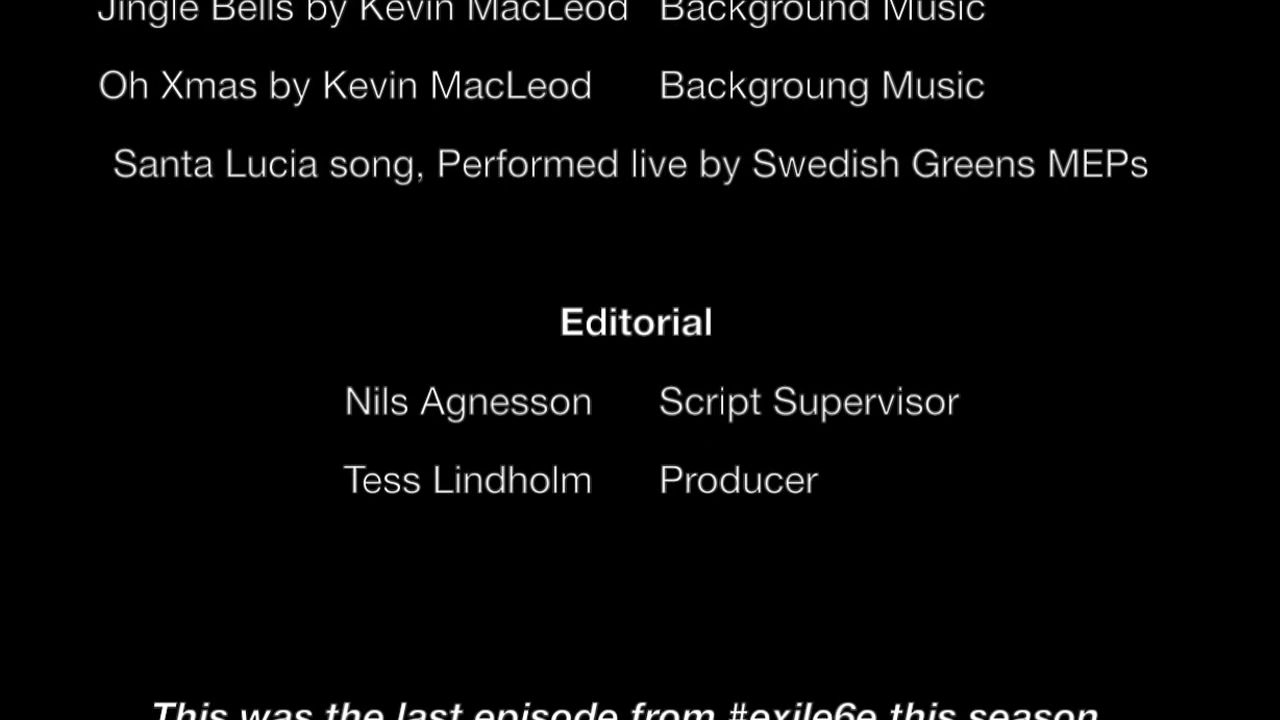 Jingle Bells by Kevin MacLeod Background Music
Oh Xmas by Kevin MacLeod Backgroung Music
Santa Lucia song, Performed live by Swedish Greens MEPs
Editorial
Nils Agnesson Script Supervisor
Tess Lindholm Producer
This was the last episode from #exile6e this season